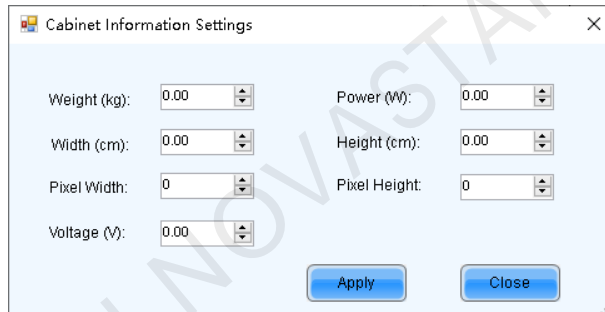 Cabinet Information Settings
Weight (kg): 0.00 Power (W): 0.00
Width (cm): 0.00 Height (cm): 0.00
Pixel Width: 0 Pixel Height: 0
Voltage (V): 0.00
Apply Close
NOVASTAR